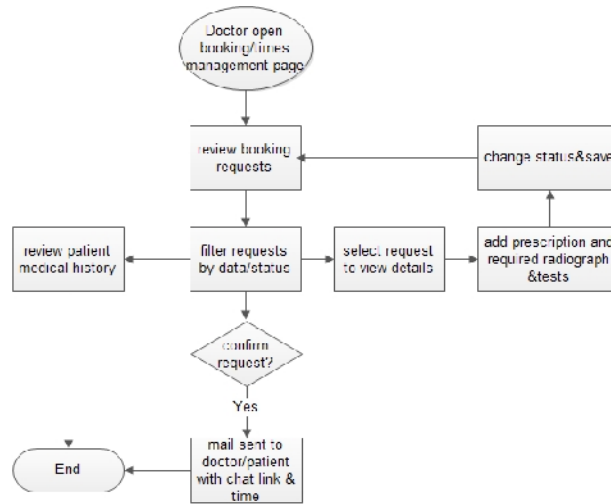 Doctor open
booking/times
management page
review booking
requests
change status&save
review patient
medical history
filter requests
by data/status
select request
to view details
add prescription and
required radiograph
&tests
confirm
request?
Yes
mail sent to
doctor/patient
with chat link &
time
End